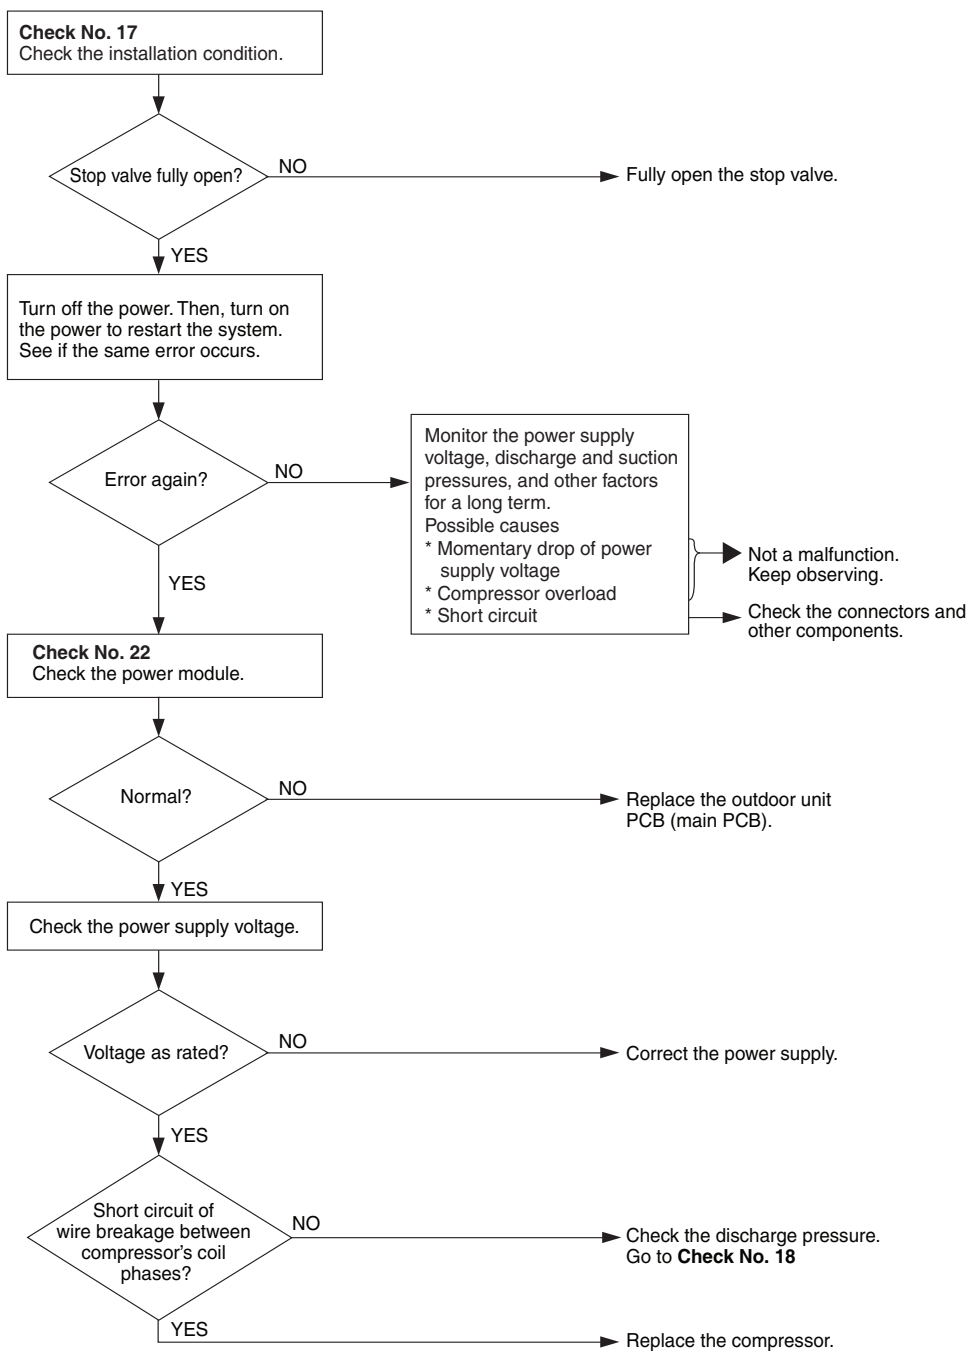 Check No. 17
Check the installation condition.
Stop valve fully open?
NO
Fully open the stop valve.
YES
Turn off the power. Then, turn on
the power to restart the system.
See if the same error occurs.
Error again?
NO
Monitor the power supply
voltage, discharge and suction
pressures, and other factors
for a long term.
Possible causes
* Momentary drop of power
supply voltage
* Compressor overload
* Short circuit
Not a malfunction.
Keep observing.
Check the connectors and
other components.
YES
Check No. 22
Check the power module.
Normal?
NO
Replace the outdoor unit
PCB (main PCB).
YES
Check the power supply voltage.
Voltage as rated?
NO
Correct the power supply.
YES
Short circuit of
wire breakage between
compressor's coil
phases?
NO
Check the discharge pressure.
Go to Check No. 18
YES
Replace the compressor.